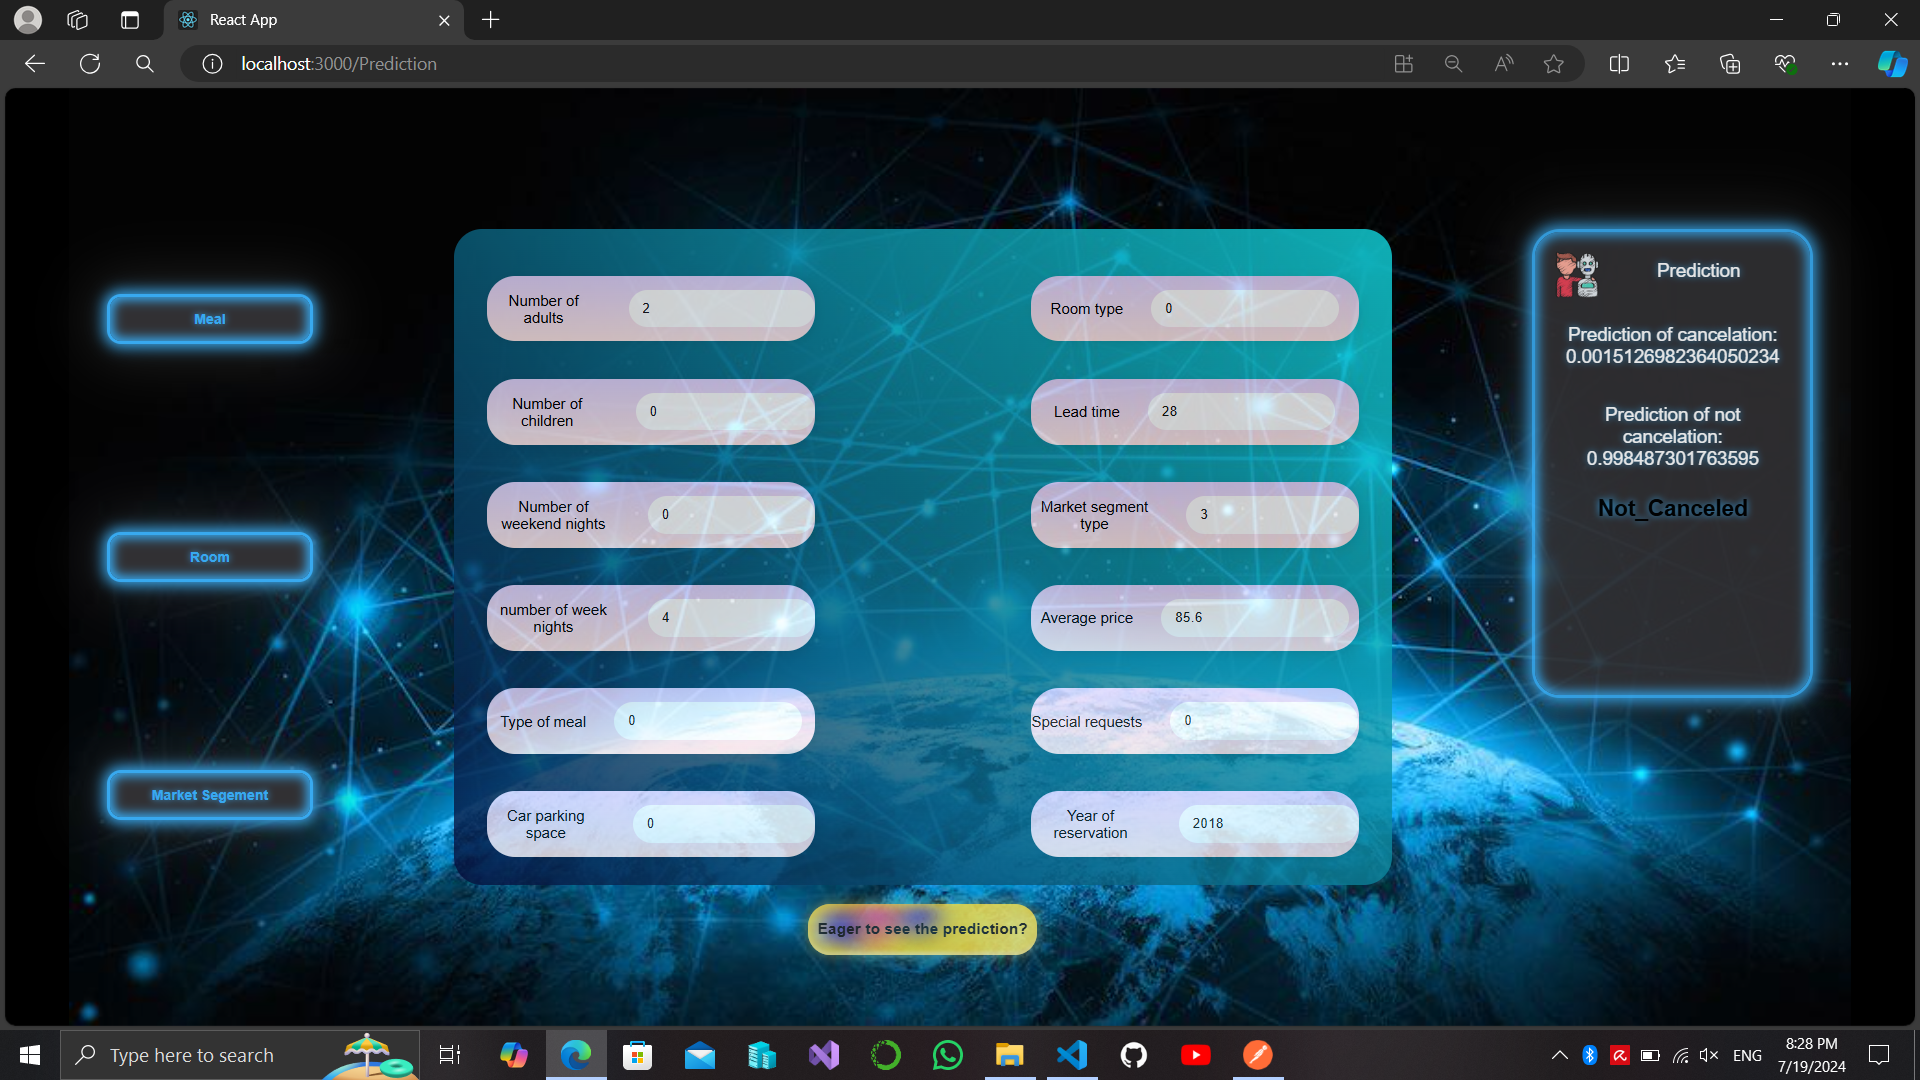 React App
localhost:3000/Prediction
Meal
Room
Market Segement
Number of
adults
2
Number of
children
0
Number of
weekend nights
0
number of week
nights
4
Type of meal
0
Car parking
space
0
Room type
0
Lead time
28
Market segment
type
3
Average price
85.6
Special requests
0
Year of
reservation
2018
Eager to see the prediction?
Prediction
Prediction of cancelation:
0.0015126982364050234
Prediction of not
cancelation:
0.998487301763595
Not_Canceled
Type here to search
ENG
8:28 PM
7/19/2024